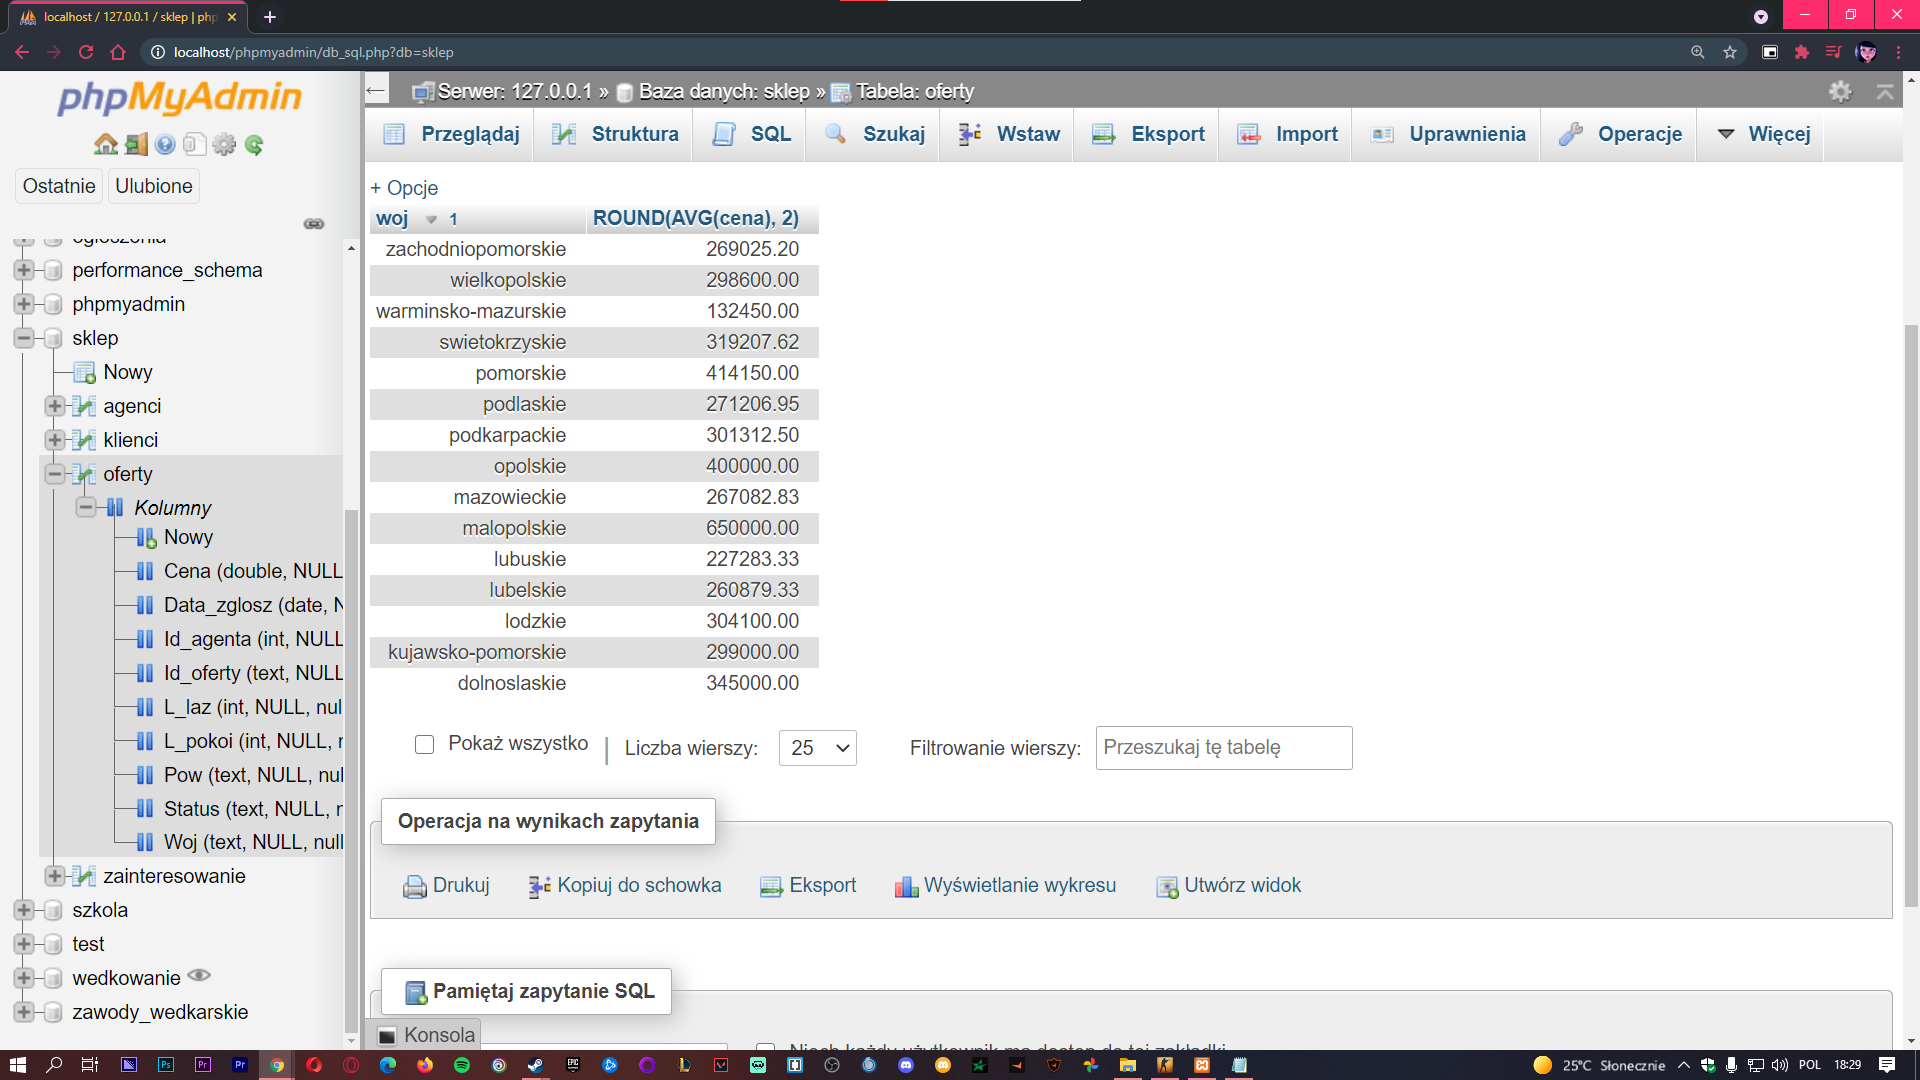 localhost / 127.0.0.1 / sklep | php
localhost/phpmyadmin/db_sql.php?db=sklep
phpMyAdmin
Ostatnie Ulubione
performance_schema
phpmyadmin
sklep
Nowy
agenci
klienci
oferty
Kolumny
Nowy
Cena (double, NULL
Data_zglosz (date, N
Id_agenta (int, NULL
Id_oferty (text, NULL
L_laz (int, NULL, nul
L_pokoi (int, NULL, r
Pow (text, NULL, nul
Status (text, NULL, r
Woj (text, NULL, null
zainteresowanie
szkola
test
wedkowanie
zawody_wedkarskie
Serwer: 127.0.0.1 » Baza danych: sklep » Tabela: oferty
Przeglądaj Struktura SQL Szukaj Wstaw Eksport Import Uprawnienia Operacje Więcej
+ Opcje
woj 1 ROUND(AVG(cena), 2)
zachodniopomorskie 269025.20
wielkopolskie 298600.00
warminsko-mazurskie 132450.00
swietokrzyskie 319207.62
pomorskie 414150.00
podlaskie 271206.95
podkarpackie 301312.50
opolskie 400000.00
mazowieckie 267082.83
malopolskie 650000.00
lubuskie 227283.33
lubelskie 260879.33
lodzkie 304100.00
kujawsko-pomorskie 299000.00
dolnoslaskie 345000.00
Pokaż wszystko | Liczba wierszy: 25 Filtrowanie wierszy: Przeszukaj tę tabelę
Operacja na wynikach zapytania
Drukuj Kopiuj do schowka Eksport Wyświetlanie wykresu Utwórz widok
Pamiętaj zapytanie SQL
Konsola
25°C Słonecznie POL 18:29